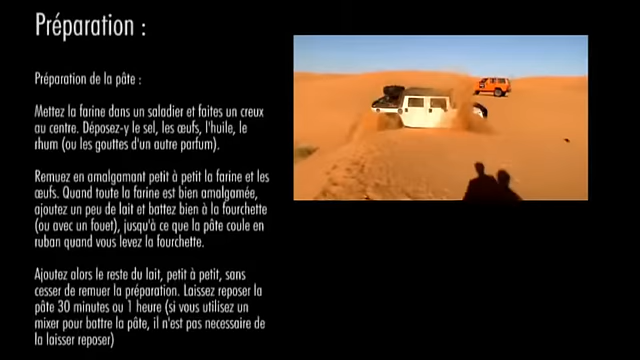 Préparation :
Préparation de la pâte :
Mettez la farine dans un saladier et faites un creux
au centre. Déposez-y le sel, les œufs, l'huile, le
rhum (ou les gouttes d'un autre parfum).
Remuez en amalgamant petit à petit la farine et les
œufs. Quand toute la farine est bien amalgamée,
ajoutez un peu de lait et battez bien à la fourchette
(ou avec un fouet), jusqu'à ce que la pâte coule en
ruban quand vous levez la fourchette.
Ajoutez alors le reste du lait, petit à petit, sans
cesser de remuer la préparation. Laissez reposer la
pâte 30 minutes ou 1 heure (si vous utilisez un
mixer pour battre la pâte, il n'est pas necessaire de
la laisser reposer)